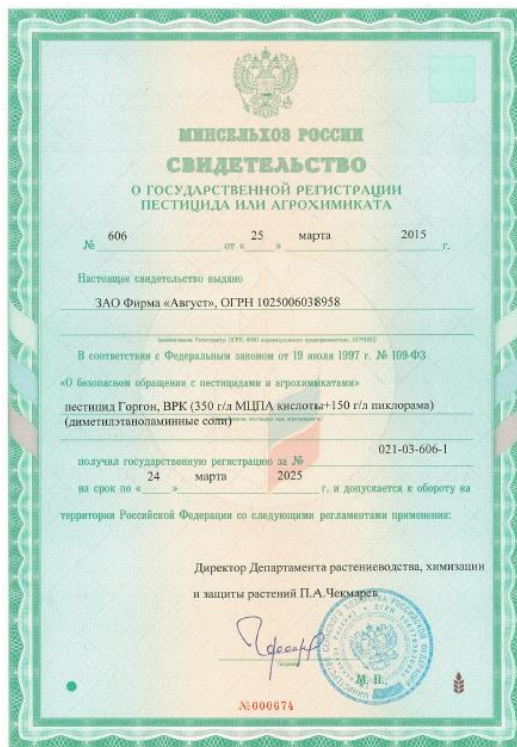 МИНСЕЛЬХОЗ РОССИИ
СВИДЕТЕЛЬСТВО
О ГОСУДАРСТВЕННОЙ РЕГИСТРАЦИИ
ПЕСТИЦИДА ИЛИ АГРОХИМИКАТА
№ 606 от « 25 » марта 2015 г.
Настоящее свидетельство выдано
ЗАО Фирма «Август», ОГРН 1025006038958
В соответствии с Федеральным законом от 19 июля 1997 г. № 109-ФЗ
«О безопасном обращении с пестицидами и агрохимикатами»
пестицид Горгон, ВРК (350 г/л МЦПА кислоты+150 г/л пиклорама)
(диметилэтаноламинные соли)
получил государственную регистрацию за № 021-03-606-1
на срок по « 24 » марта 2025 г. и допускается к обороту на
территории Российской Федерации со следующими регламентами применения:
Директор Департамента растениеводства, химизации
и защиты растений П.А.Чекмарев
М. П.
№000674